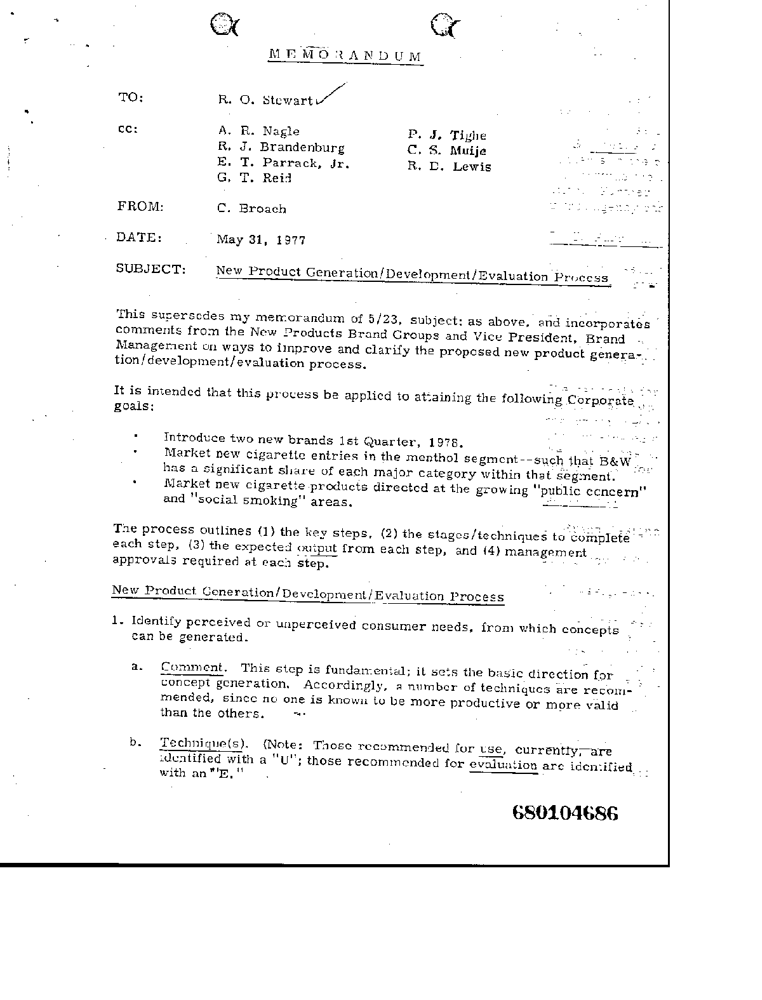 MEMORANDUM
TO: R. O. Stewart
cc: A. R. Nagle P. J. Tighe
R. J. Brandenburg C. S. Muije
E. T. Parrack, Jr. R. D. Lewis
G. T. Reid
FROM: C. Broach
DATE: May 31, 1977
SUBJECT: New Product Generation/Development/Evaluation Process
This supersedes my memorandum of 5/23, subject: as above, and incorporates
comments from the New Products Brand Groups and Vice President, Brand
Management on ways to improve and clarify the proposed new product genera-
tion/development/evaluation process.
It is intended that this process be applied to attaining the following Corporate
goals:
• Introduce two new brands 1st Quarter, 1978.
• Market new cigarette entries in the menthol segment--such that B&W
has a significant share of each major category within that segment.
• Market new cigarette products directed at the growing "public concern"
and "social smoking" areas.
The process outlines (1) the key steps, (2) the stages/techniques to complete
each step, (3) the expected output from each step, and (4) management
approvals required at each step.
New Product Generation/Development/Evaluation Process
1. Identify perceived or unperceived consumer needs, from which concepts
can be generated.
a. Comment. This step is fundamental; it sets the basic direction for
concept generation. Accordingly, a number of techniques are recom-
mended, since no one is known to be more productive or more valid
than the others.
b. Technique(s). (Note: Those recommended for use, currently, are
identified with a "U"; those recommended for evaluation are identified
with an "E."
680104686